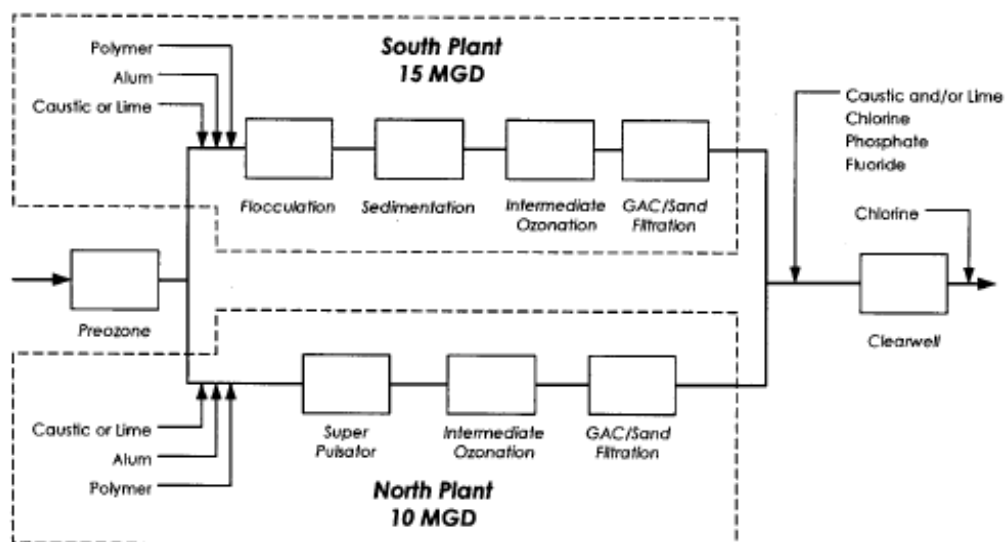 South Plant
15 MGD
Polymer
Alum
Caustic or Lime
Flocculation
Sedimentation
Intermediate
Ozonation
GAC/Sand
Filtration
Caustic and/or Lime
Chlorine
Phosphate
Fluoride
Chlorine
Preozone
Clearwell
Caustic or Lime
Alum
Polymer
Super
Pulsator
Intermediate
Ozonation
GAC/Sand
Filtration
North Plant
10 MGD